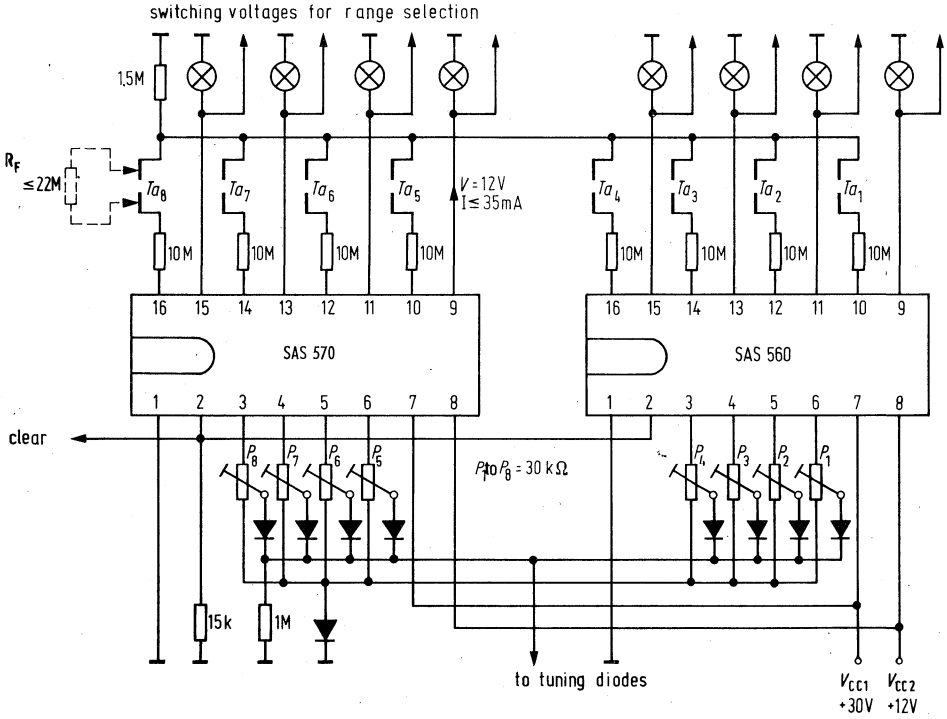 switching voltages for range selection
1.5M
R_F
≤22M
Ta₈ Ta₇ Ta₆ Ta₅ V=12V I≤35mA Ta₄ Ta₃ Ta₂ Ta₁
10M 10M 10M 10M 10M 10M 10M 10M
16 15 14 13 12 11 10 9 16 15 14 13 12 11 10 9
SAS 570 SAS 560
1 2 3 4 5 6 7 8 1 2 3 4 5 6 7 8
clear
P₈ P₇ P₆ P₅ P₄ P₃ P₂ P₁
P₁ to P₈ = 30 kΩ
15k 1M
to tuning diodes
V_CC1 V_CC2
+30V +12V